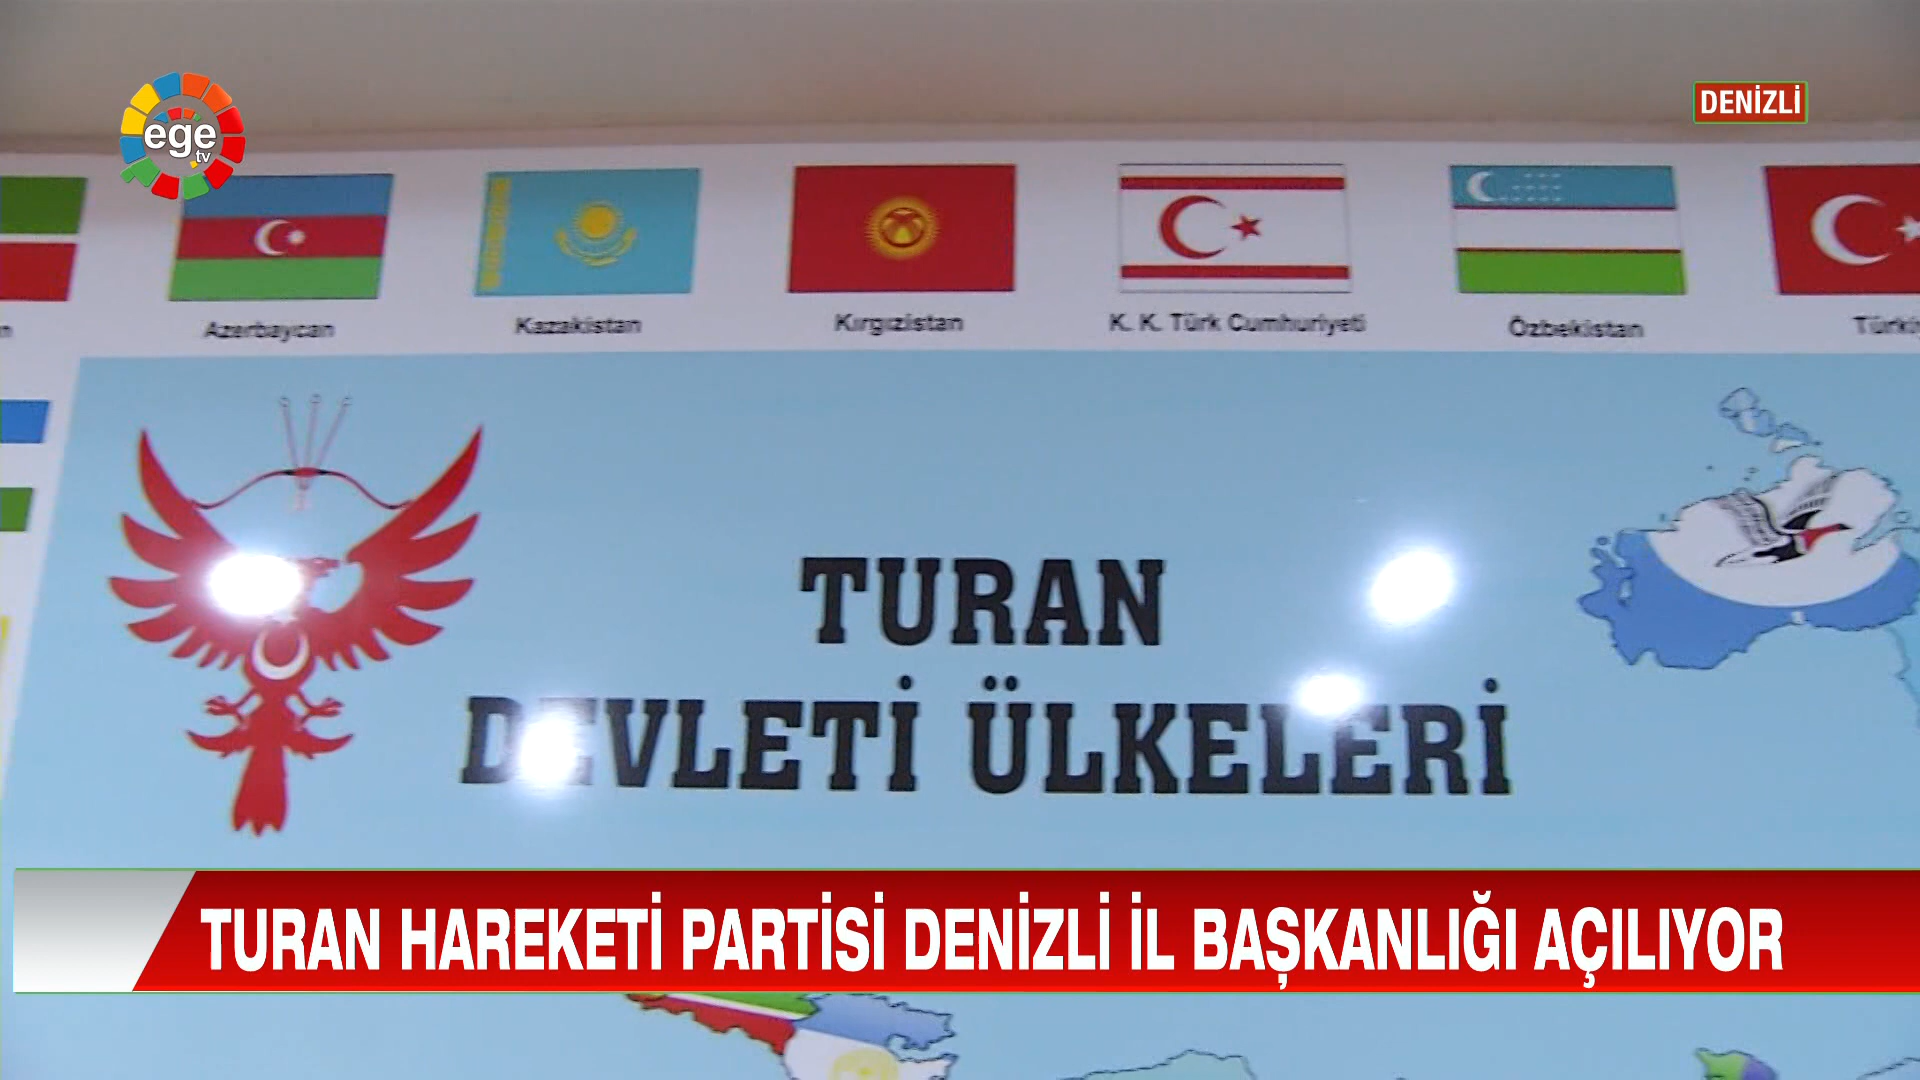 ege
tv
DENİZLİ
Azerbaycan
Kazakistan
Kırgızistan
K. K. Türk Cumhuriyeti
Özbekistan
TURAN
DEVLETİ ÜLKELERİ
TURAN HAREKETİ PARTİSİ DENİZLİ İL BAŞKANLIĞI AÇILIYOR